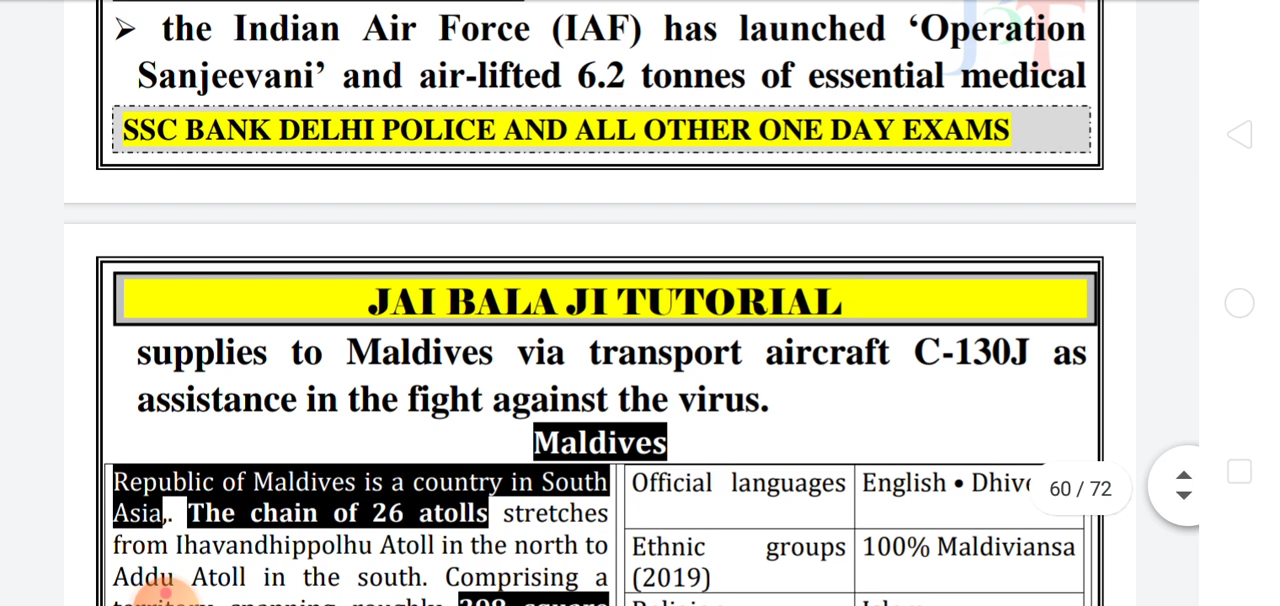 ➢ the Indian Air Force (IAF) has launched ‘Operation
Sanjeevani’ and air-lifted 6.2 tonnes of essential medical
SSC BANK DELHI POLICE AND ALL OTHER ONE DAY EXAMS
JAI BALA JI TUTORIAL
supplies to Maldives via transport aircraft C-130J as
assistance in the fight against the virus.
Maldives
Republic of Maldives is a country in South
Asia,. The chain of 26 atolls stretches
from Ihavandhippolhu Atoll in the north to
Addu Atoll in the south. Comprising a
Official languages
English •
Ethnic groups
(2019)
100% Maldiviansa
60 / 72